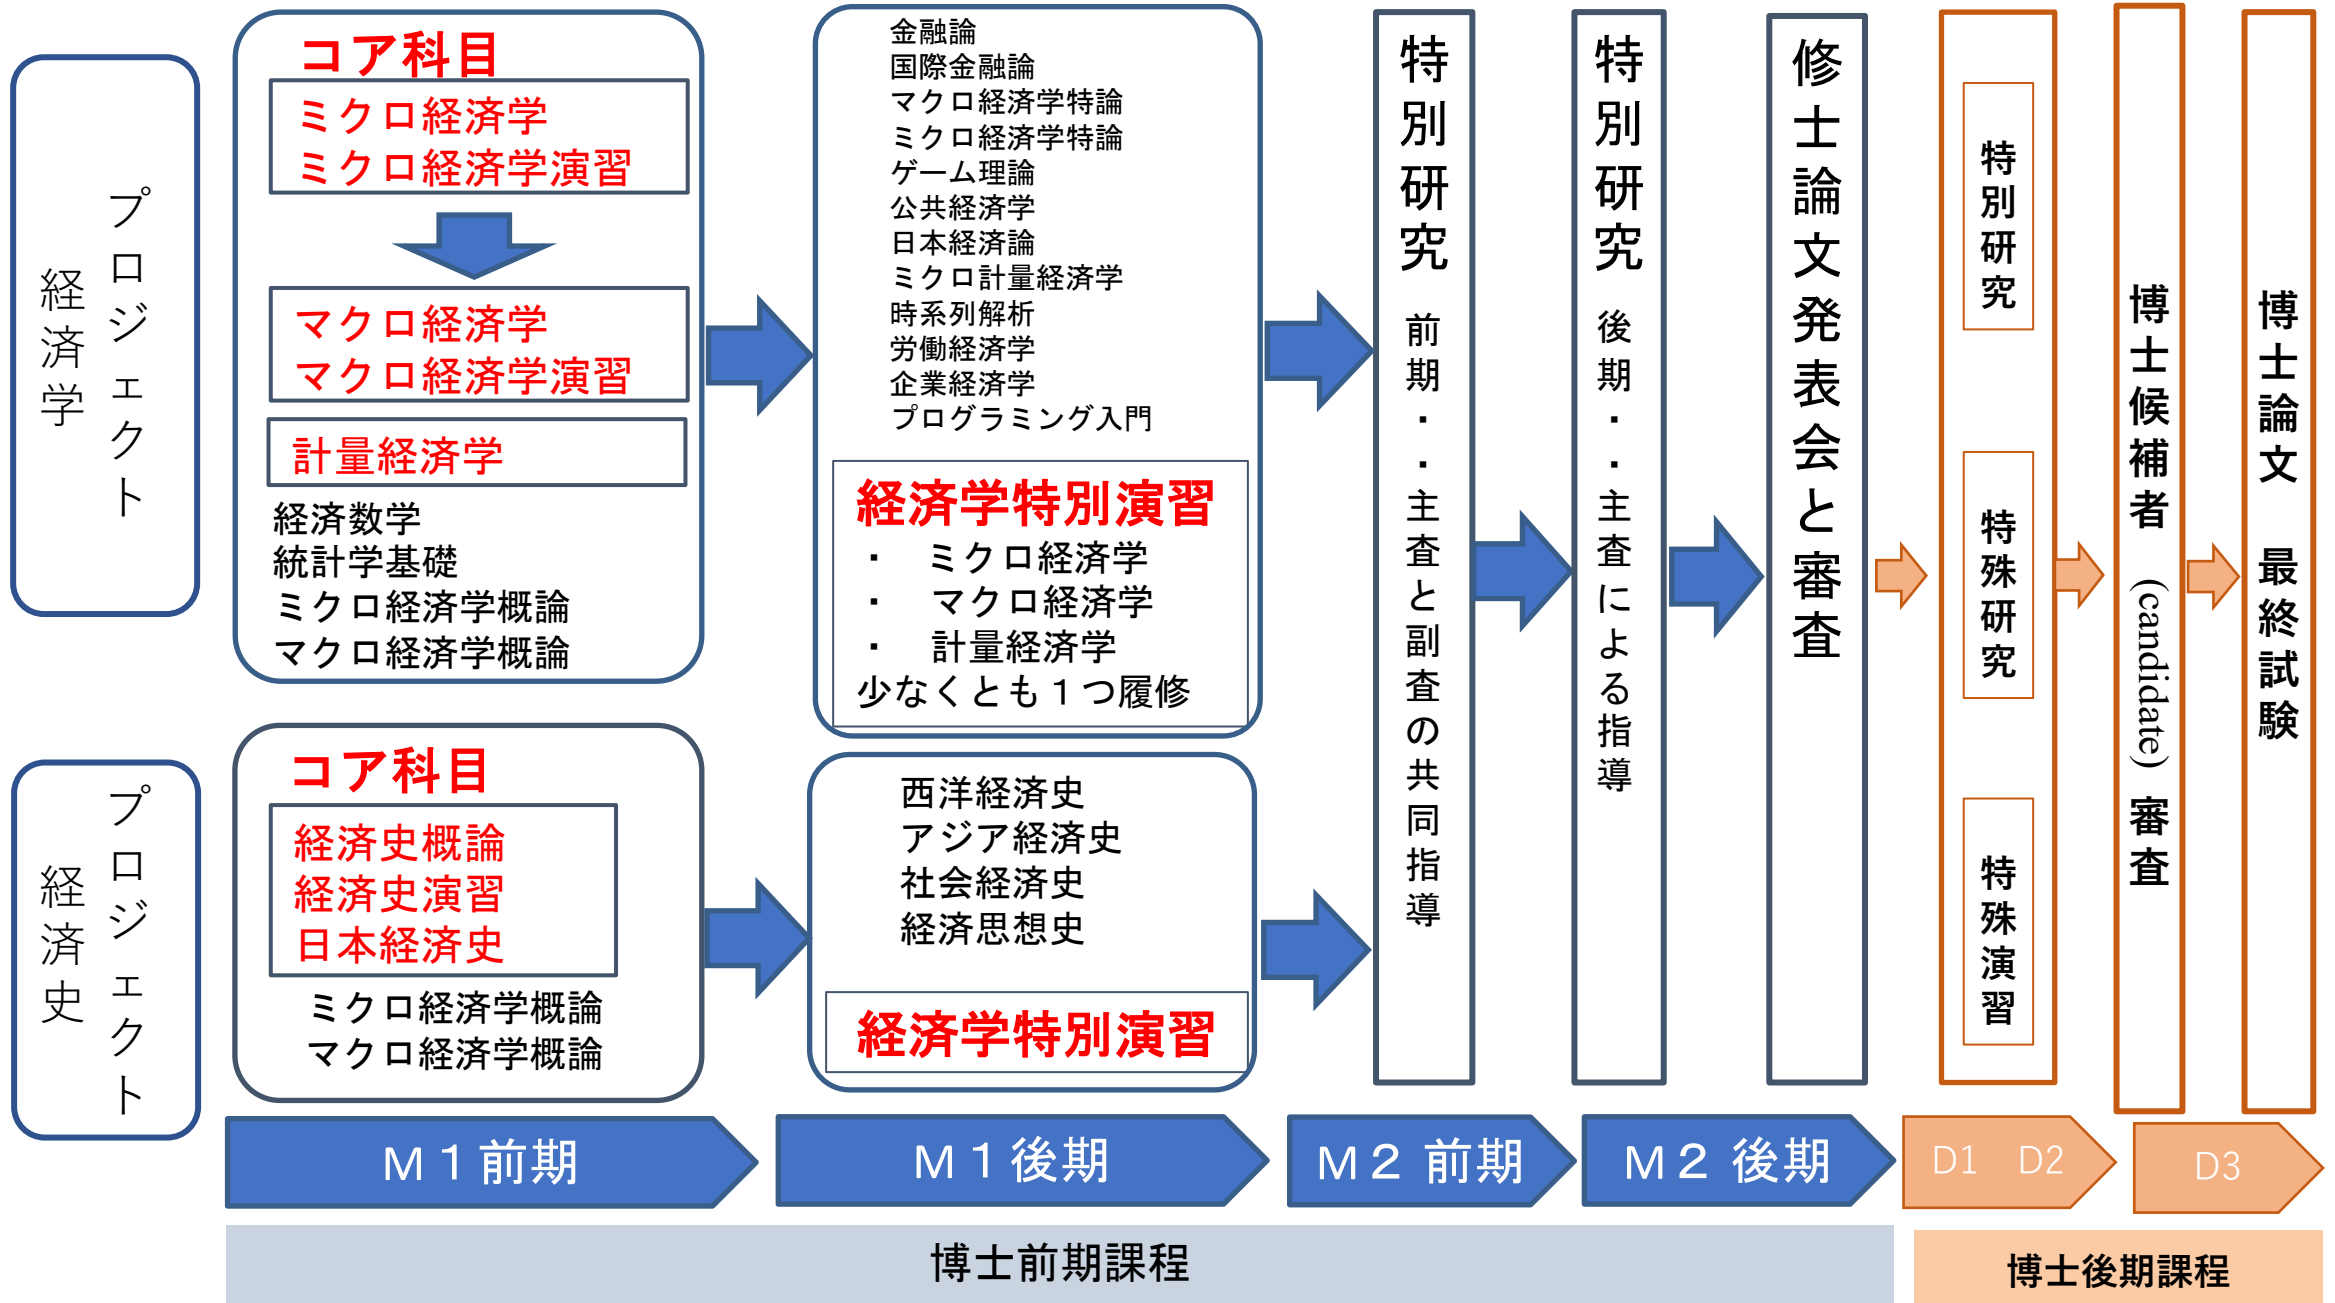 経済学
プロジェクト
コア科目
ミクロ経済学
ミクロ経済学演習
マクロ経済学
マクロ経済学演習
計量経済学
経済数学
統計学基礎
ミクロ経済学概論
マクロ経済学概論
金融論
国際金融論
マクロ経済学特論
ミクロ経済学特論
ゲーム理論
公共経済学
日本経済論
ミクロ計量経済学
時系列解析
労働経済学
企業経済学
プログラミング入門
経済学特別演習
・ ミクロ経済学
・ マクロ経済学
・ 計量経済学
少なくとも１つ履修
経済史
プロジェクト
コア科目
経済史概論
経済史演習
日本経済史
ミクロ経済学概論
マクロ経済学概論
西洋経済史
アジア経済史
社会経済史
経済思想史
経済学特別演習
特別研究 前期・・主査と副査の共同指導
特別研究 後期・・主査による指導
修士論文発表会と審査
特別研究
特殊研究
特殊演習
博士候補者 (candidate) 審査
博士論文 最終試験
Ｍ１前期
Ｍ１後期
Ｍ２ 前期
Ｍ２ 後期
D1 D2
D3
博士前期課程
博士後期課程